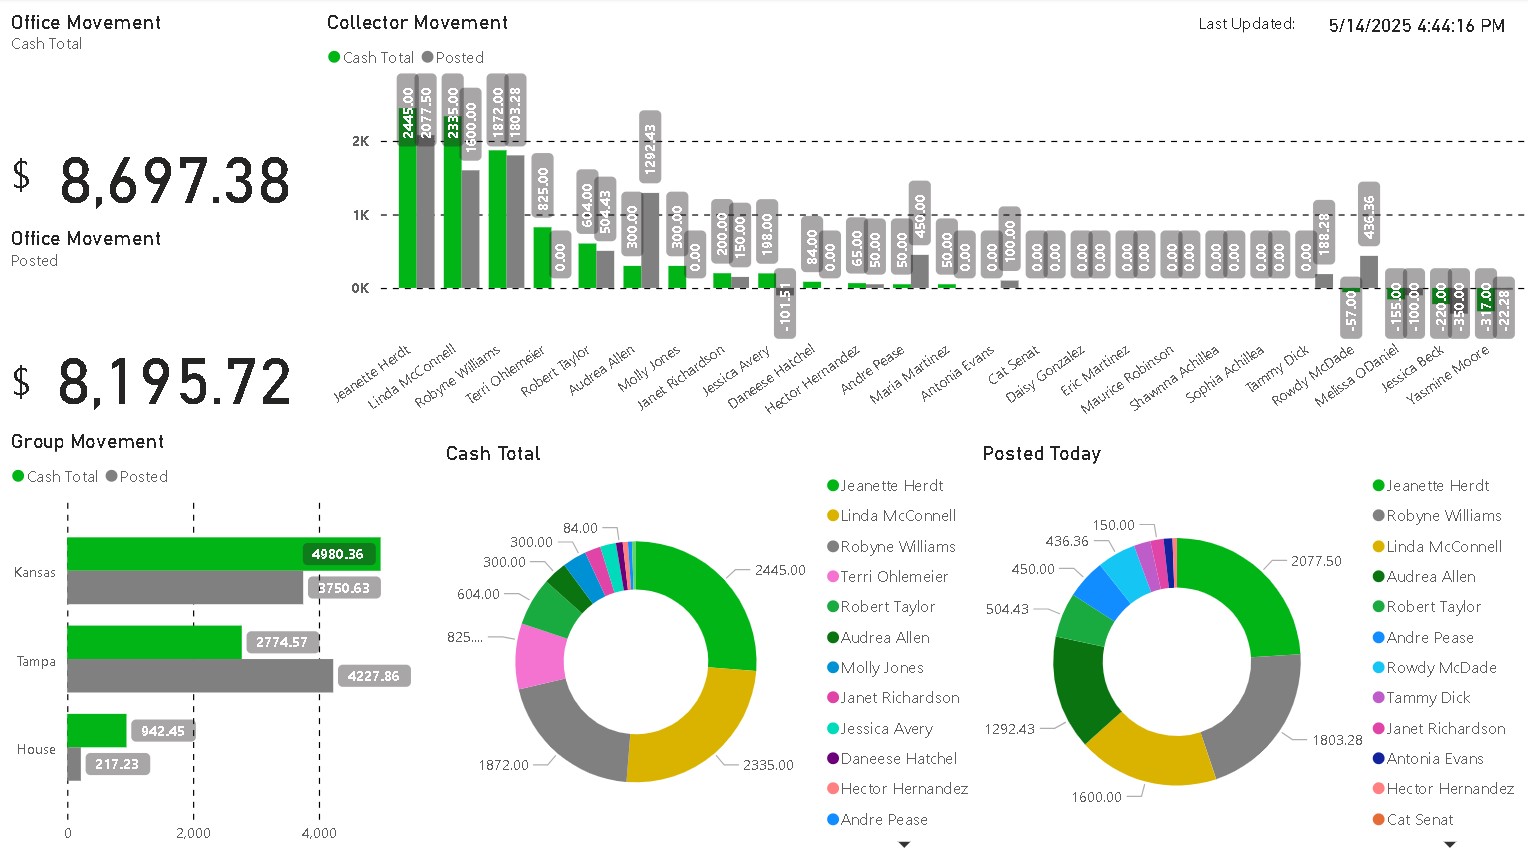 Office Movement
Cash Total
$ 8,697.38
Office Movement
Posted
$ 8,195.72
Collector Movement
Last Updated: 5/14/2025 4:44:16 PM
Cash Total Posted
2K
1K
0K
2445.00 2077.50 2335.00 1600.00 1872.00 1803.28 825.00 0.00 604.00 504.43 300.00 1292.43 300.00 0.00 200.00 150.00 198.00 -101.51 84.00 0.00 65.00 50.00 50.00 450.00 50.00 0.00 0.00 100.00 0.00 0.00 0.00 0.00 0.00 0.00 0.00 0.00 0.00 0.00 0.00 0.00 0.00 188.28 -57.00 436.36 -155.00 -100.00 -220.00 -350.00 -317.00 -22.28
Jeanette Herdt
Linda McConnell
Robyne Williams
Terri Ohlemeier
Robert Taylor
Audrea Allen
Molly Jones
Janet Richardson
Jessica Avery
Daneese Hatchel
Hector Hernandez
Andre Pease
Maria Martinez
Antonia Evans
Cat Senat
Daisy Gonzalez
Eric Martinez
Maurice Robinson
Shawnna Achillea
Sophia Achillea
Tammy Dick
Rowdy McDade
Melissa ODaniel
Jessica Beck
Yasmine Moore
Group Movement
Cash Total Posted
Kansas
4980.36
3750.63
Tampa
2774.57
4227.86
House
942.45
217.23
0 2,000 4,000
Cash Total
84.00
300.00
300.00
604.00
825....
1872.00
2335.00
2445.00
Jeanette Herdt
Linda McConnell
Robyne Williams
Terri Ohlemeier
Robert Taylor
Audrea Allen
Molly Jones
Janet Richardson
Jessica Avery
Daneese Hatchel
Hector Hernandez
Andre Pease
Posted Today
150.00
436.36
450.00
504.43
1292.43
1600.00
1803.28
2077.50
Jeanette Herdt
Robyne Williams
Linda McConnell
Audrea Allen
Robert Taylor
Andre Pease
Rowdy McDade
Tammy Dick
Janet Richardson
Antonia Evans
Hector Hernandez
Cat Senat